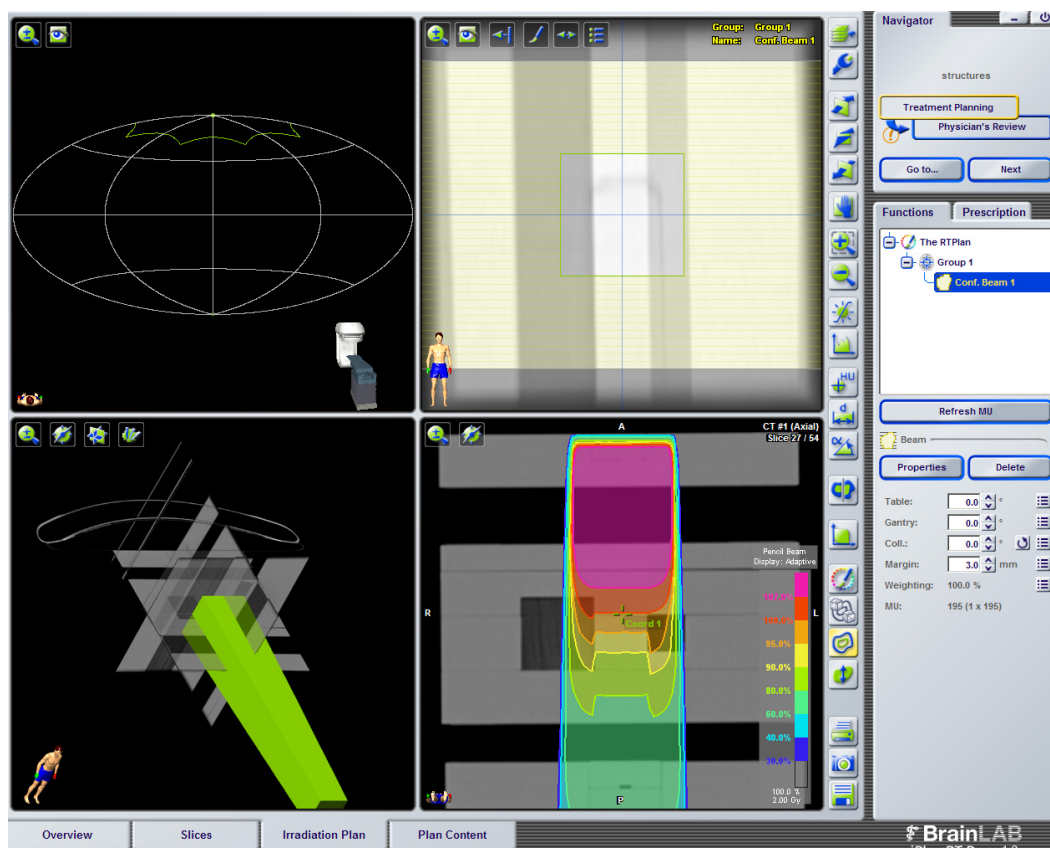 Group: Group 1
Name: Conf. Beam 1
Navigator
structures
Treatment Planning
Physician's Review
Go to...
Next
Functions
Prescription
The RTPlan
Group 1
Conf. Beam 1
HU
d
Refresh MU
Beam
Properties
Delete
Table: 0.0 °
Gantry: 0.0 °
Coll.: 0.0 °
Margin: 3.0 mm
Weighting: 100.0 %
MU: 195 (1 x 195)
A
CT #1 (Axial)
Slice 27 / 54
Pencil Beam
Display: Adaptive
R
L
Coord 1
95.0%
90.0%
80.0%
60.0%
40.0%
30.0%
100.0 %
2.00 Gy
P
Overview
Slices
Irradiation Plan
Plan Content
BrainLAB